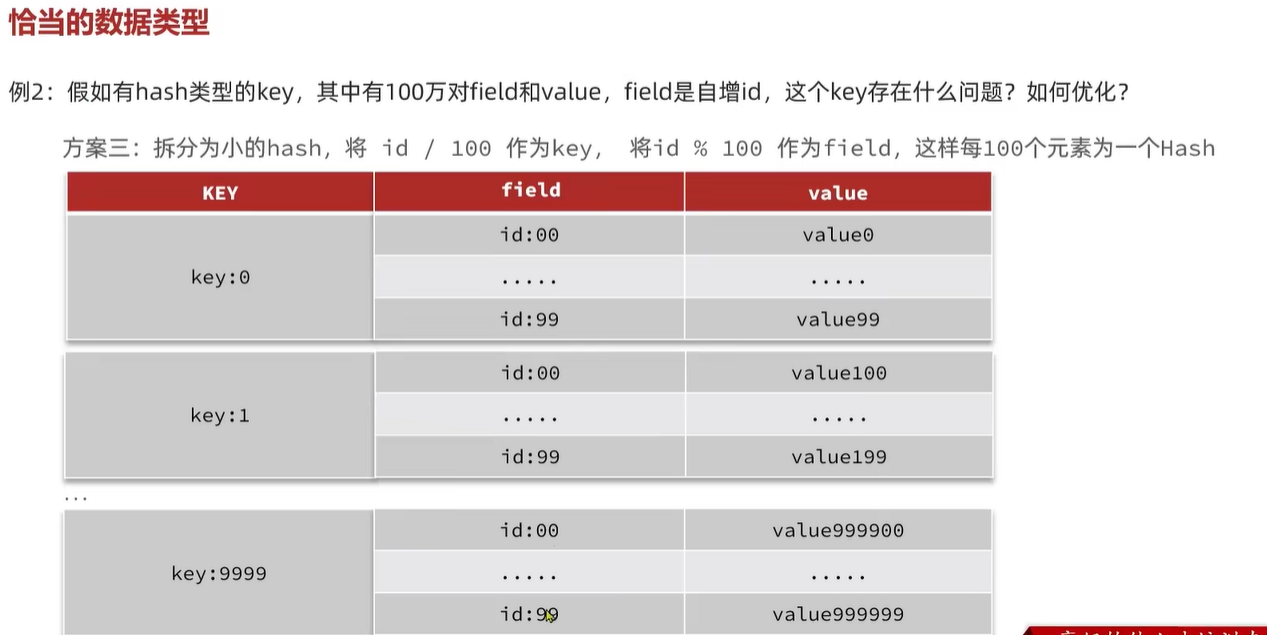 恰当的数据类型
例2：假如有hash类型的key，其中有100万对field和value，field是自增id，这个key存在什么问题？如何优化？
方案三：拆分为小的hash，将 id / 100 作为key， 将id % 100 作为field，这样每100个元素为一个Hash
KEY field value
id:00 value0
key:0
..... .....
id:99 value99
id:00 value100
key:1
..... .....
id:99 value199
...
id:00 value999900
key:9999
..... .....
id:99 value999999